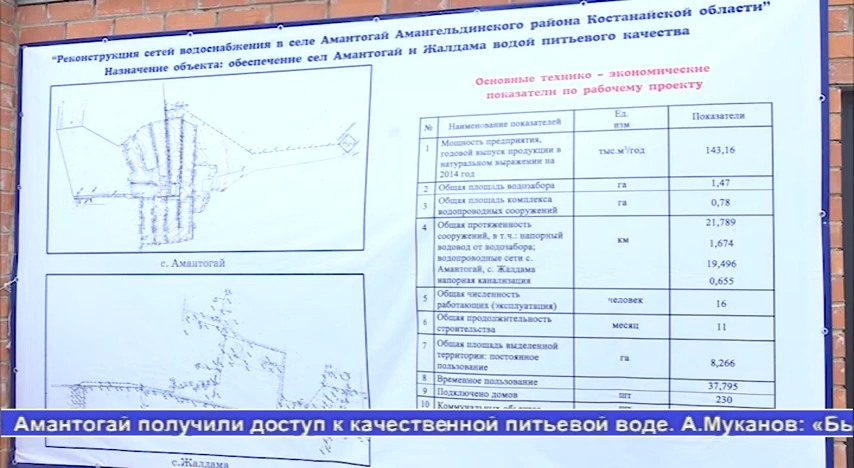 "Реконструкция сетей водоснабжения в селе Амантогай Амангельдинского района Костанайской области"
Назначение объекта: обеспечение сел Амантогай и Жалдама водой питьевого качества
Основные технико – экономические
показатели по рабочему проекту
№ Наименование показателей Ед. изм Показатели
1 Мощность предприятия,
годовой выпуск продукции в
натуральном выражении на
2014 год
тыс.м³/год 143,16
2 Общая площадь водозабора га 1,47
3 Общая площадь комплекса
водопроводных сооружений
га 0,78
4 Общая протяженность 21,789
сооружений, в т.ч.: напорный
водовод от водозабора; км 1,674
водопроводные сети с.
Амантогай, с. Жалдама 19,496
напорная канализация 0,655
5 Общая численность
работающих (эксплуатация)
человек 16
6 Общая продолжительность
строительства
месяц 11
7 Общая площадь выделенной
территории: постоянное
пользование
га 8,266
8 Временное пользование 37,795
9 Подключено домов шт 230
10 Коммунальных
с. Амантогай
с.Жалдама
Амантогай получили доступ к качественной питьевой воде. А.Муканов: «Бы